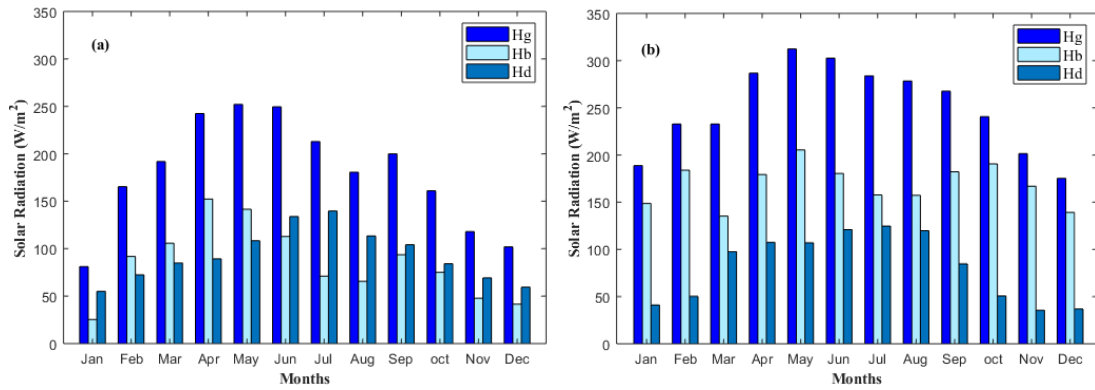 350
300
250
200
150
100
50
0
Solar Radiation (W/m²)
(a)
Hg
Hb
Hd
Jan Feb Mar Apr May Jun Jul Aug Sep oct Nov Dec
Months
350
300
250
200
150
100
50
0
Solar Radiation (W/m²)
(b)
Hg
Hb
Hd
Jan Feb Mar Apr May Jun Jul Aug Sep oct Nov Dec
Months